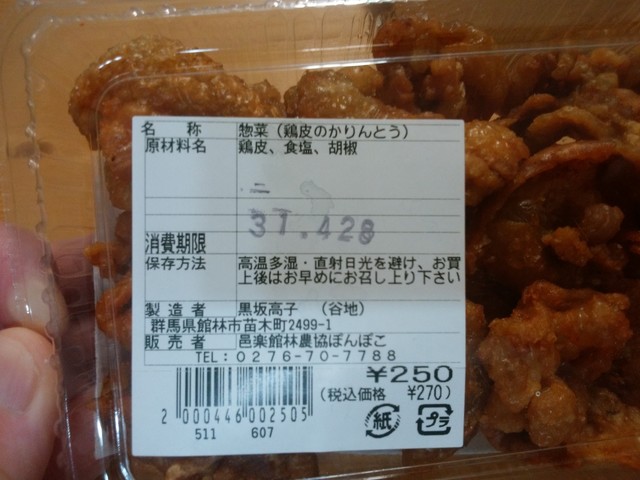 名称 惣菜(鶏皮のかりんとう)
原材料名 鶏皮、食塩、胡椒
消費期限 31.428
保存方法 高温多湿・直射日光を避け、お買
上後はお早めにお召し上り下さい
製造者 黒坂高子 (谷地)
群馬県館林市苗木町2499-1
販売者 邑楽館林農協ぽんぽこ
TEL:0276-70-7788
¥250
(税込価格 ¥270)
2 000446 002505
511 607
紙 プラ